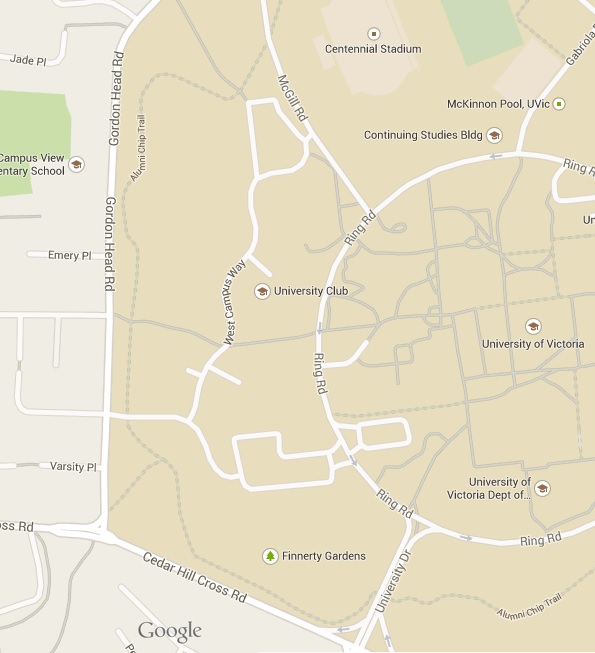 Centennial Stadium
Gabriola R
Jade Pl
Gordon Head Rd
McGill Rd
McKinnon Pool, UVic
Continuing Studies Bldg
Alumni Chip Trail
Campus View
entary School
Ring Rd
Ring Rd
Un
Gordon Head Rd
Emery Pl
West Campus Way
University Club
University of Victoria
Ring Rd
Varsity Pl
University of
Victoria Dept of...
Ring Rd
oss Rd
Ring Rd
Finnerty Gardens
Cedar Hill Cross Rd
University Dr
Alumni Chip Trail
Google